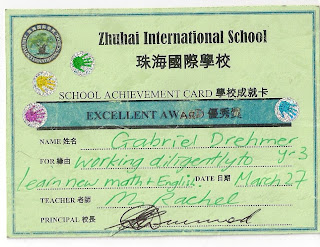 Zhuhai International School
珠海國際學校
SCHOOL ACHIEVEMENT CARD 學校成就卡
EXCELLENT AWARD 優秀賞
NAME 姓名 Gabriel Drehmer
FOR 緣由 working diligently to yr3
learn new math + English. DATE 日期 March 27
TEACHER 老師 M Rachel
PRINCIPAL 校長